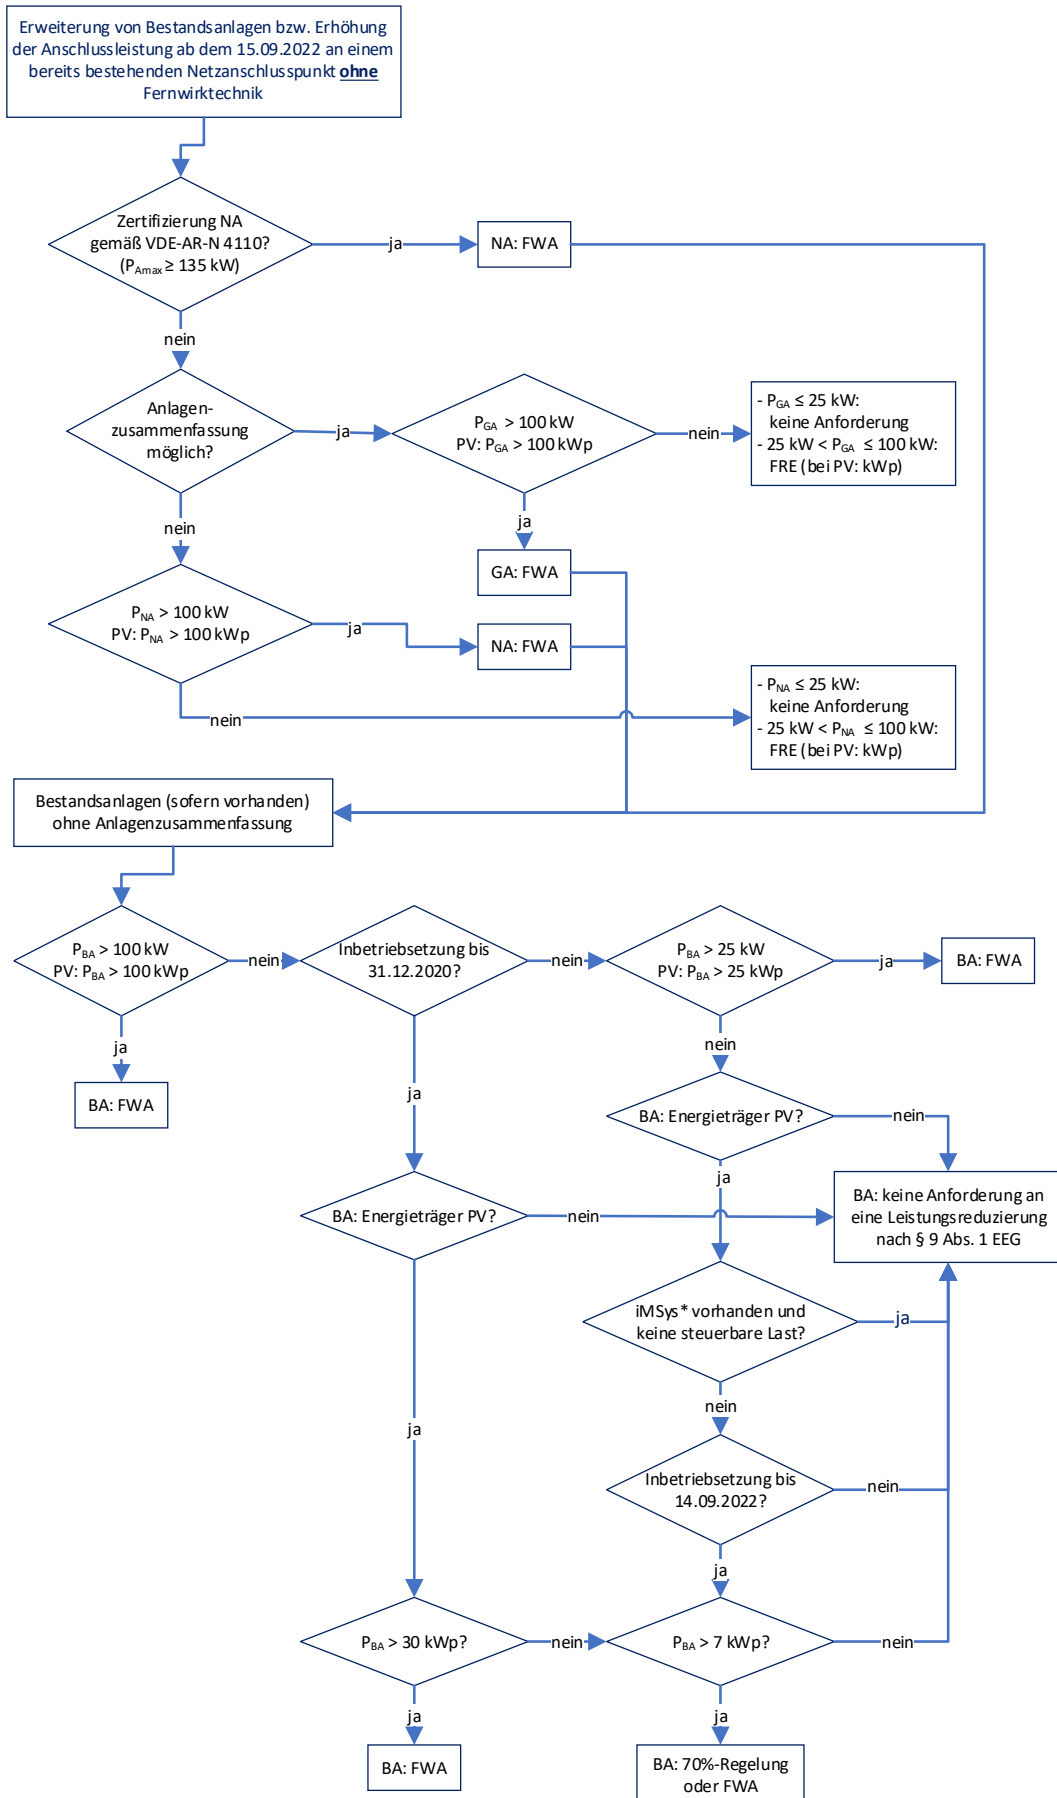 Erweiterung von Bestandsanlagen bzw. Erhöhung
der Anschlussleistung ab dem 15.09.2022 an einem
bereits bestehenden Netzanschlusspunkt ohne
Fernwirktechnik
Zertifizierung NA
gemäß VDE-AR-N 4110?
(PAmax ≥ 135 kW)
ja
NA: FWA
nein
Anlagen-
zusammenfassung
möglich?
ja
PGA > 100 kW
PV: PGA > 100 kWp
nein
- PGA ≤ 25 kW:
keine Anforderung
- 25 kW < PGA ≤ 100 kW:
FRE (bei PV: kWp)
nein
ja
GA: FWA
PNA > 100 kW
PV: PNA > 100 kWp
ja
NA: FWA
nein
- PNA ≤ 25 kW:
keine Anforderung
- 25 kW < PNA ≤ 100 kW:
FRE (bei PV: kWp)
Bestandsanlagen (sofern vorhanden)
ohne Anlagenzusammenfassung
PBA > 100 kW
PV: PBA > 100 kWp
nein
Inbetriebsetzung bis
31.12.2020?
nein
PBA > 25 kW
PV: PBA > 25 kWp
ja
BA: FWA
ja
BA: FWA
ja
nein
BA: Energieträger PV?
nein
ja
BA: Energieträger PV?
nein
BA: keine Anforderung an
eine Leistungsreduzierung
nach § 9 Abs. 1 EEG
iMSys* vorhanden und
keine steuerbare Last?
ja
nein
ja
Inbetriebsetzung bis
14.09.2022?
nein
ja
PBA > 30 kWp?
nein
PBA > 7 kWp?
nein
ja
BA: FWA
ja
BA: 70%-Regelung
oder FWA